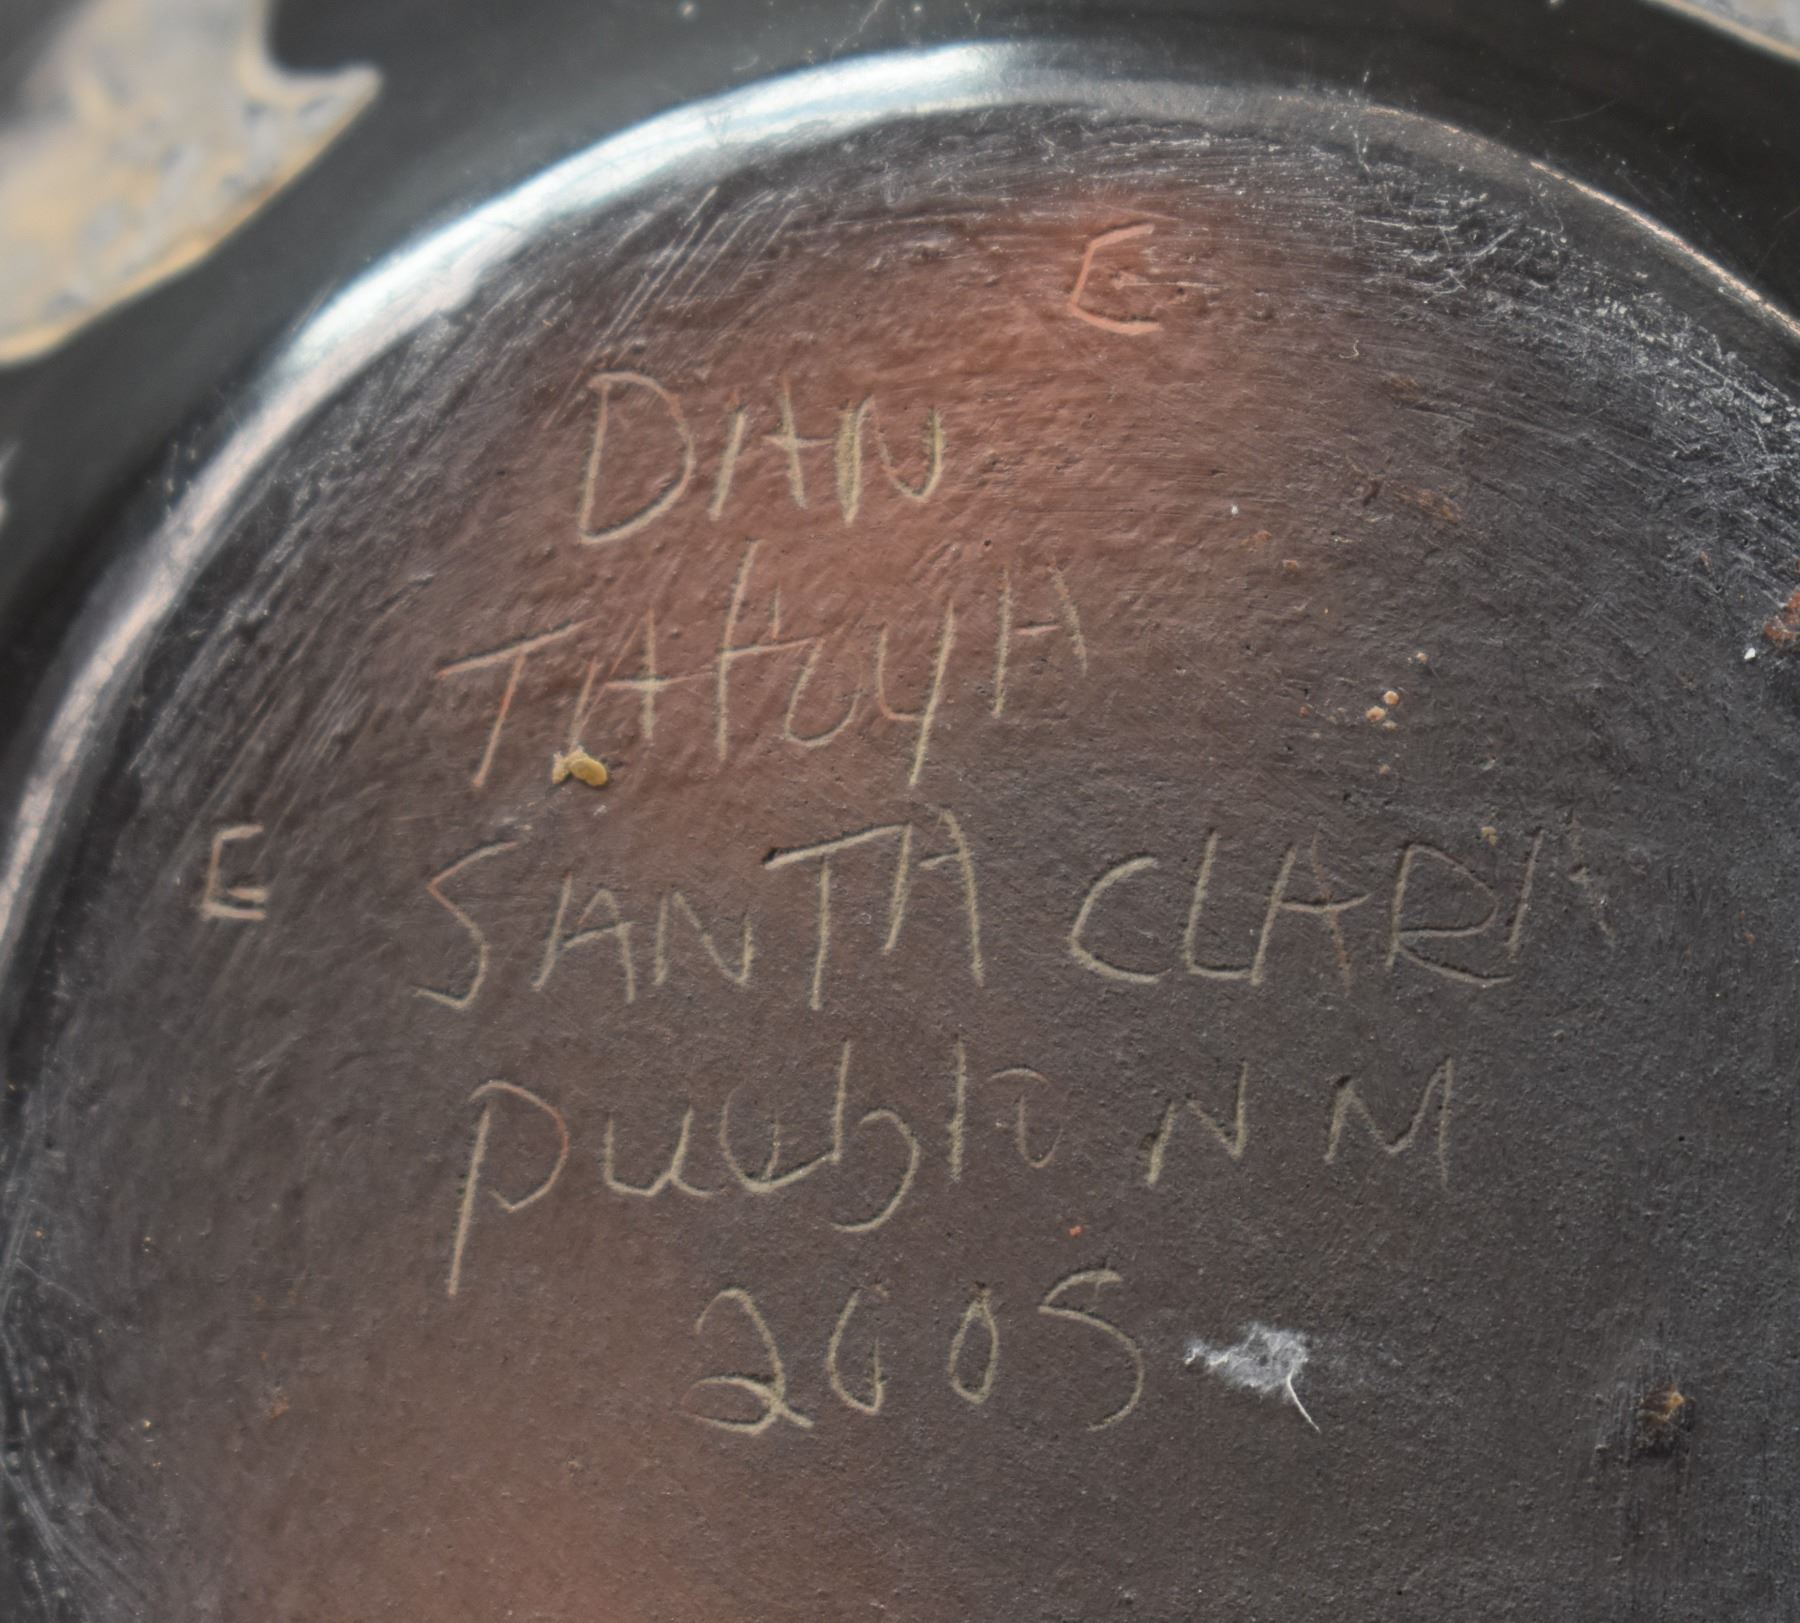 E
DAN
TAFOYA
E SANTA CLARA
Pueblo NM
2005